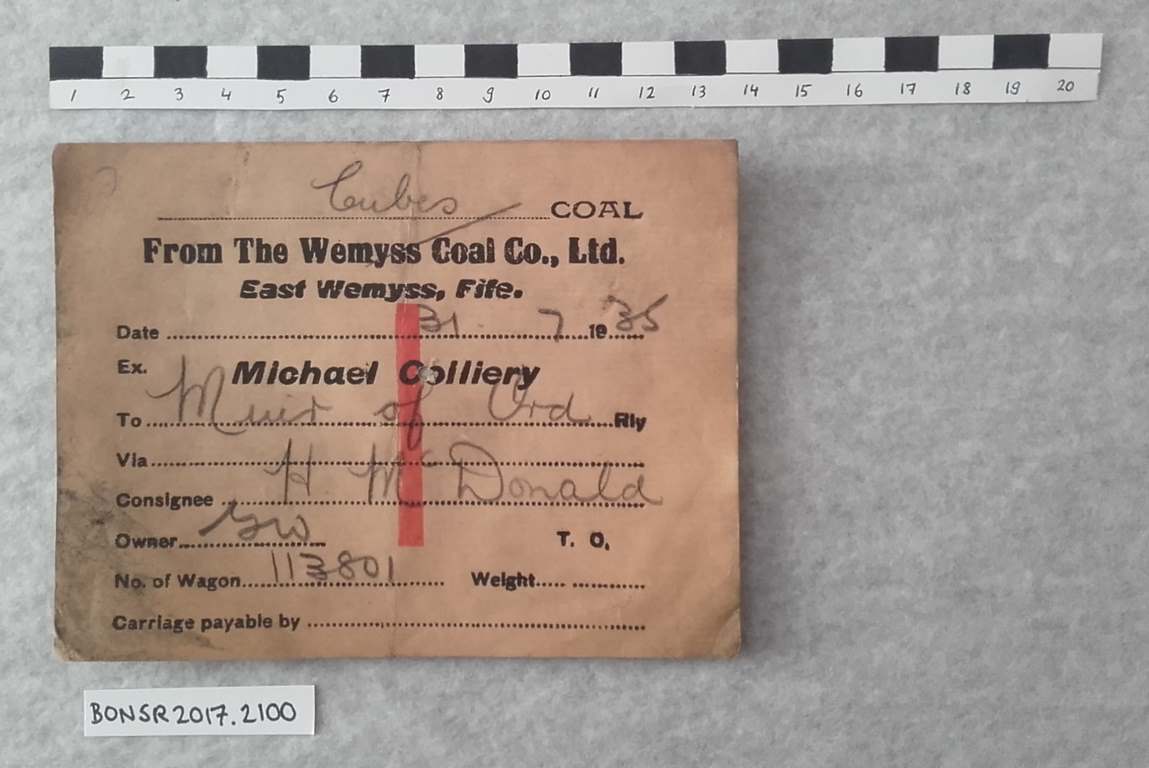 1 2 3 4 5 6 7 8 9 10 11 12 13 14 15 16 17 18 19 20
Cubes COAL
From The Wemyss Coal Co., Ltd.
East Wemyss, Fife.
Date 31. 7 1935
Ex. Michael Colliery
To Muir of Ord Rly
Via
Consignee H. McDonald
Owner GW T. O.
No. of Wagon 113801 Weight
Carriage payable by
BONSR2017.2100